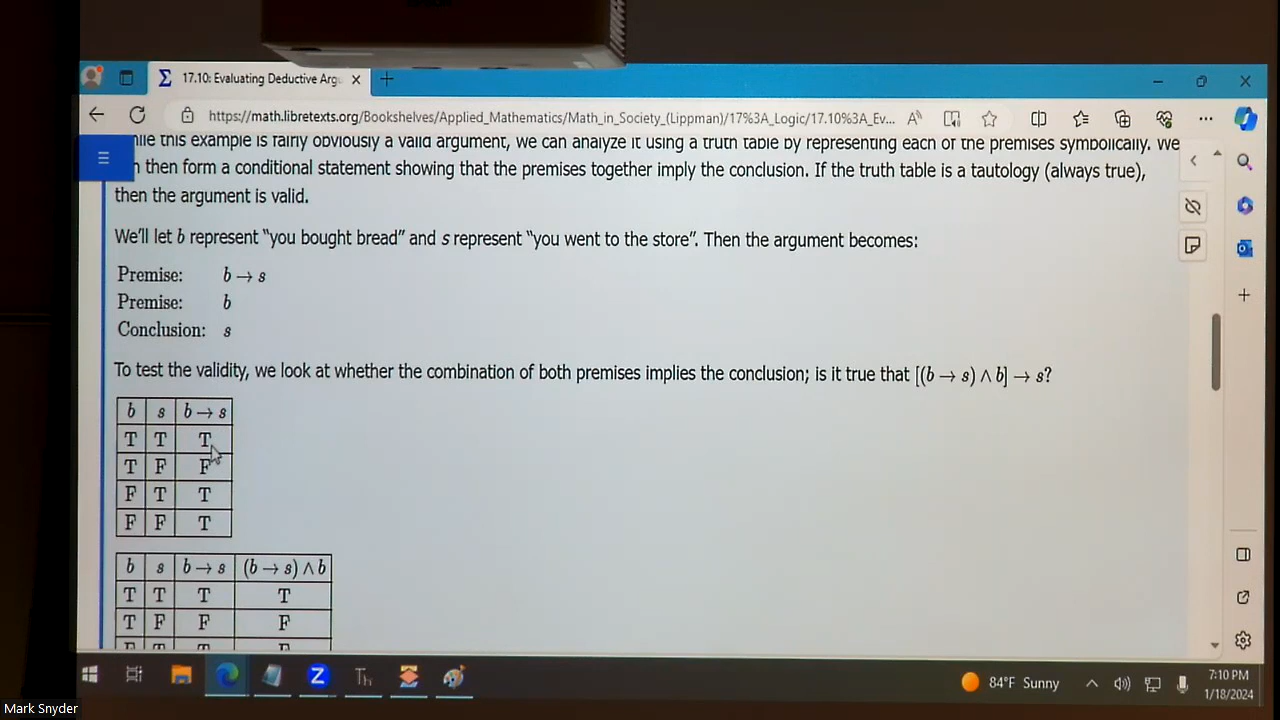 17.10: Evaluating Deductive Argu
https://math.libretexts.org/Bookshelves/Applied_Mathematics/Math_in_Society_(Lippman)/17%3A_Logic/17.10%3A_Ev...
this example is fairly obviously a valid argument, we can analyze it using a truth table by representing each of the premises symbolically. We
then form a conditional statement showing that the premises together imply the conclusion. If the truth table is a tautology (always true),
then the argument is valid.
We'll let b represent "you bought bread" and s represent "you went to the store". Then the argument becomes:
Premise: b → s
Premise: b
Conclusion: s
To test the validity, we look at whether the combination of both premises implies the conclusion; is it true that [(b → s) ∧ b] → s?
b s b → s
T T T
T F F
F T T
F F T
b s b → s (b → s) ∧ b
T T T T
T F F F
84°F Sunny
7:10 PM
1/18/2024
Mark Snyder